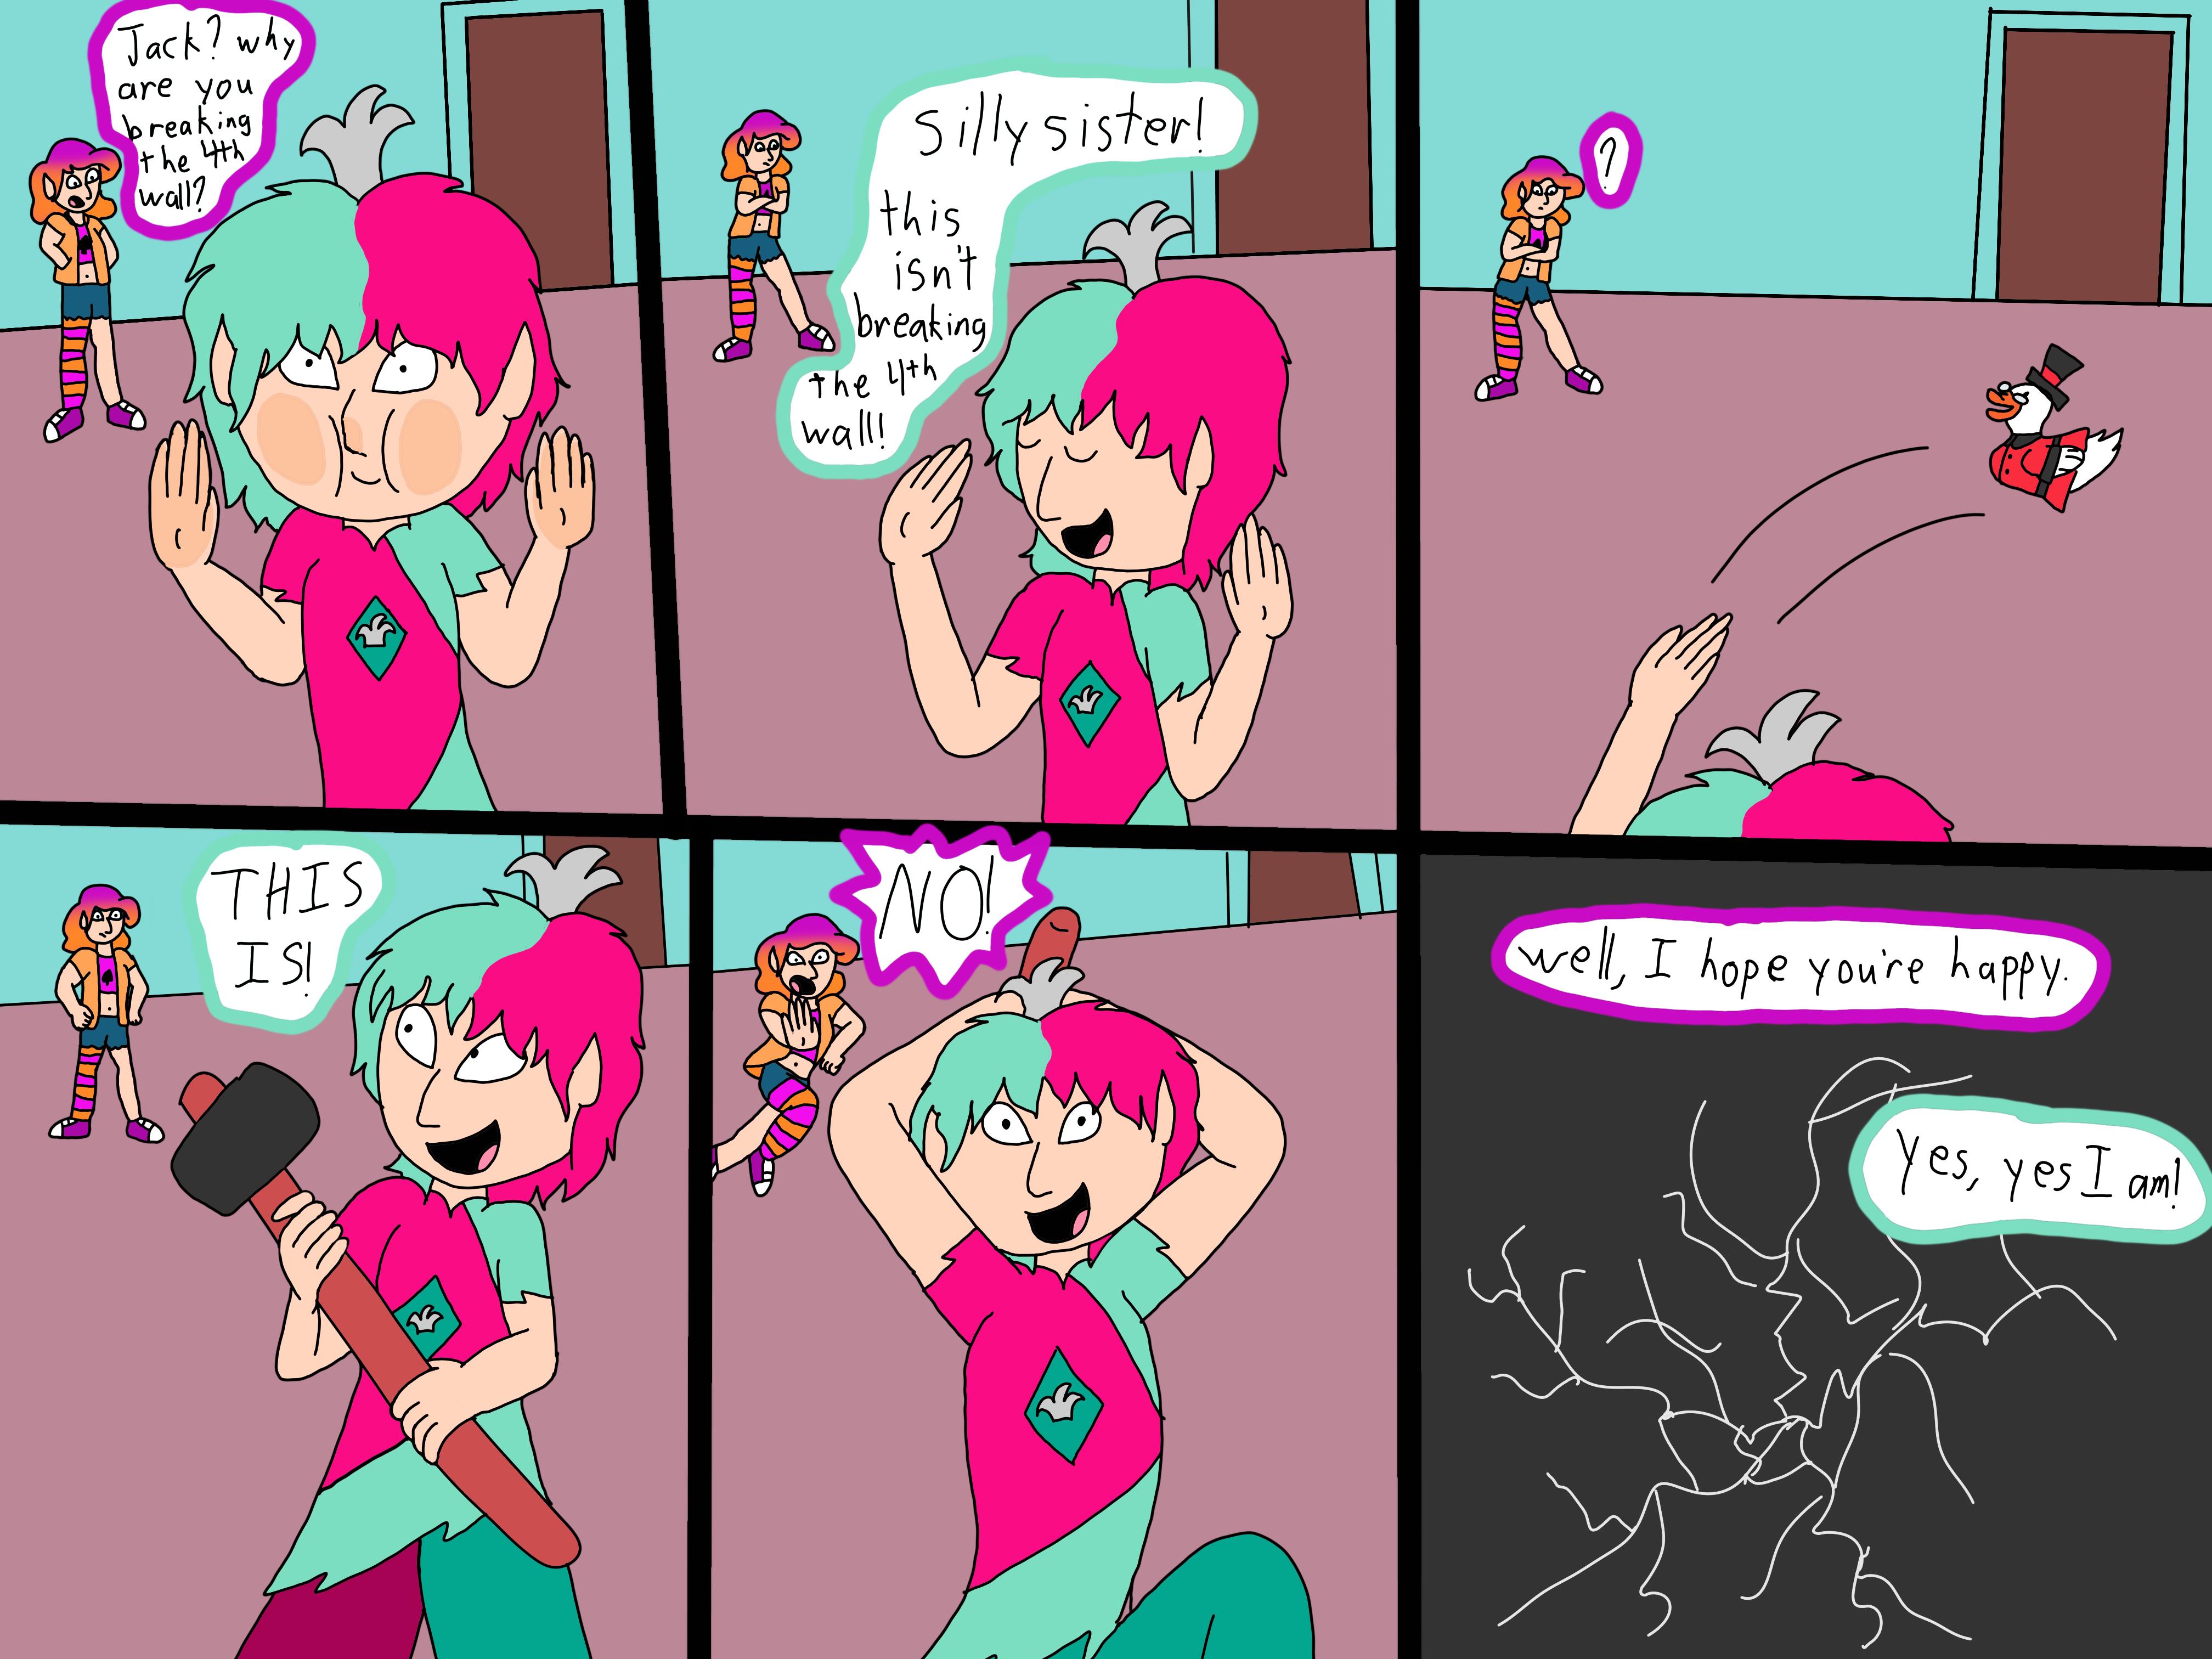 Jack? why
are you
breaking
the 4th
wall?
Silly sister!
this
isn't
breaking
the 4th
wall!
?
THIS
IS!
NO!
well, I hope you're happy.
Yes, yes I am!